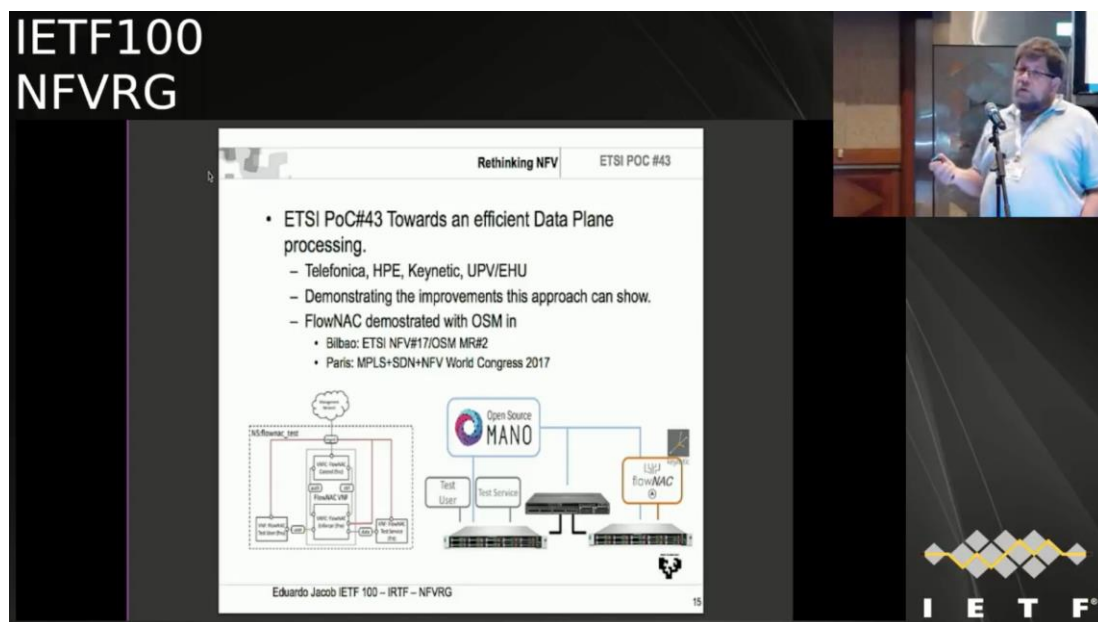 IETF100
NFVRG
Rethinking NFV
ETSI POC #43
• ETSI PoC#43 Towards an efficient Data Plane
processing.
– Telefonica, HPE, Keynetic, UPV/EHU
– Demonstrating the improvements this approach can show.
– FlowNAC demostrated with OSM in
• Bilbao: ETSI NFV#17/OSM MR#2
• Paris: MPLS+SDN+NFV World Congress 2017
NS:flownac_test
FlowNAC VNF
Open Source
MANO
Test
User
Test Service
flowNAC
Eduardo Jacob IETF 100 – IRTF – NFVRG
15
IETF®